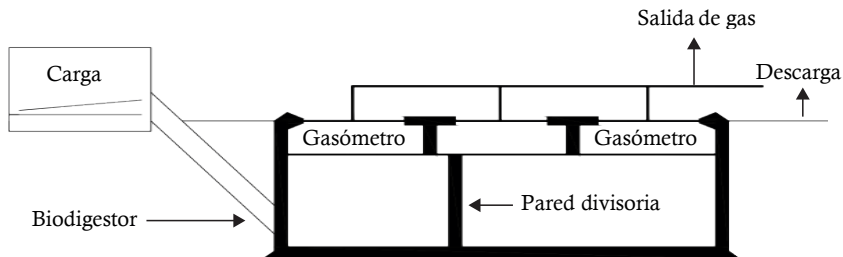 Salida de gas
Carga
Descarga
Gasómetro
Gasómetro
Pared divisoria
Biodigestor